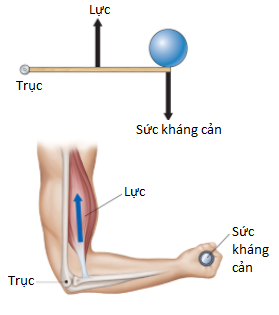 Lực
Trục
Sức kháng cản
Lực
Sức
kháng
cản
Trục